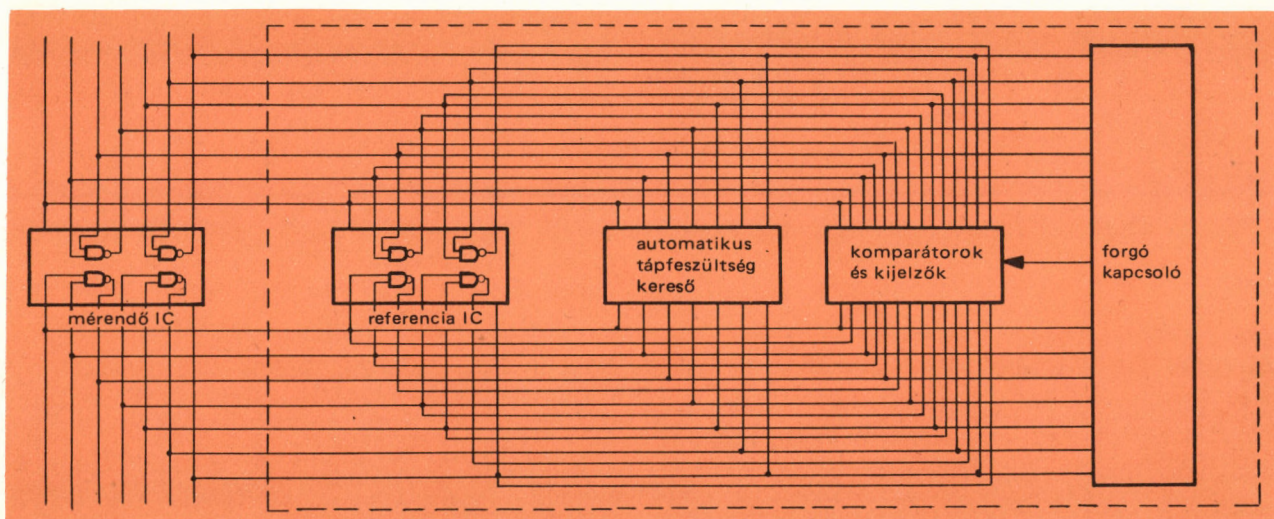 mérendő IC
referencia IC
automatikus
tápfeszültség
kereső
komparátorok
és kijelzők
forgó
kapcsoló